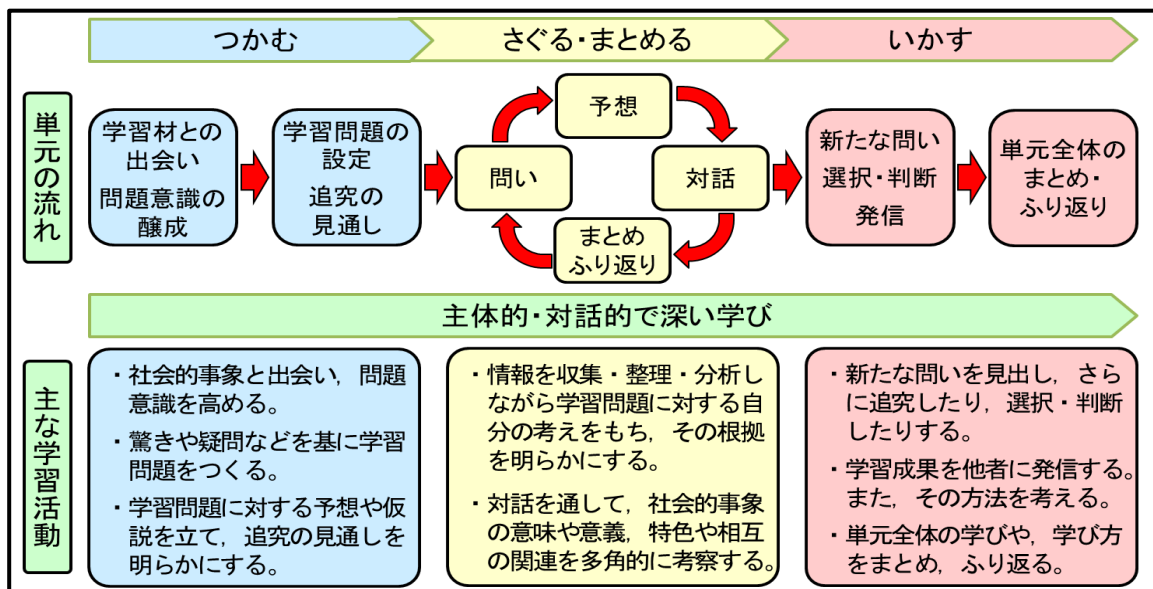 つかむ
さぐる・まとめる
いかす
単元の流れ
学習材との
出会い
問題意識の
醸成
学習問題の
設定
追究の
見通し
問い
予想
対話
まとめ
ふり返り
新たな問い
選択・判断
発信
単元全体の
まとめ・
ふり返り
主体的・対話的で深い学び
主な学習活動
・社会的事象と出会い，問題
意識を高める。
・驚きや疑問などを基に学習
問題をつくる。
・学習問題に対する予想や仮
説を立て，追究の見通しを
明らかにする。
・情報を収集・整理・分析し
ながら学習問題に対する自
分の考えをもち，その根拠
を明らかにする。
・対話を通して，社会的事象
の意味や意義，特色や相互
の関連を多角的に考察する。
・新たな問いを見出し，さら
に追究したり，選択・判断
したりする。
・学習成果を他者に発信する。
また，その方法を考える。
・単元全体の学びや，学び方
をまとめ，ふり返る。